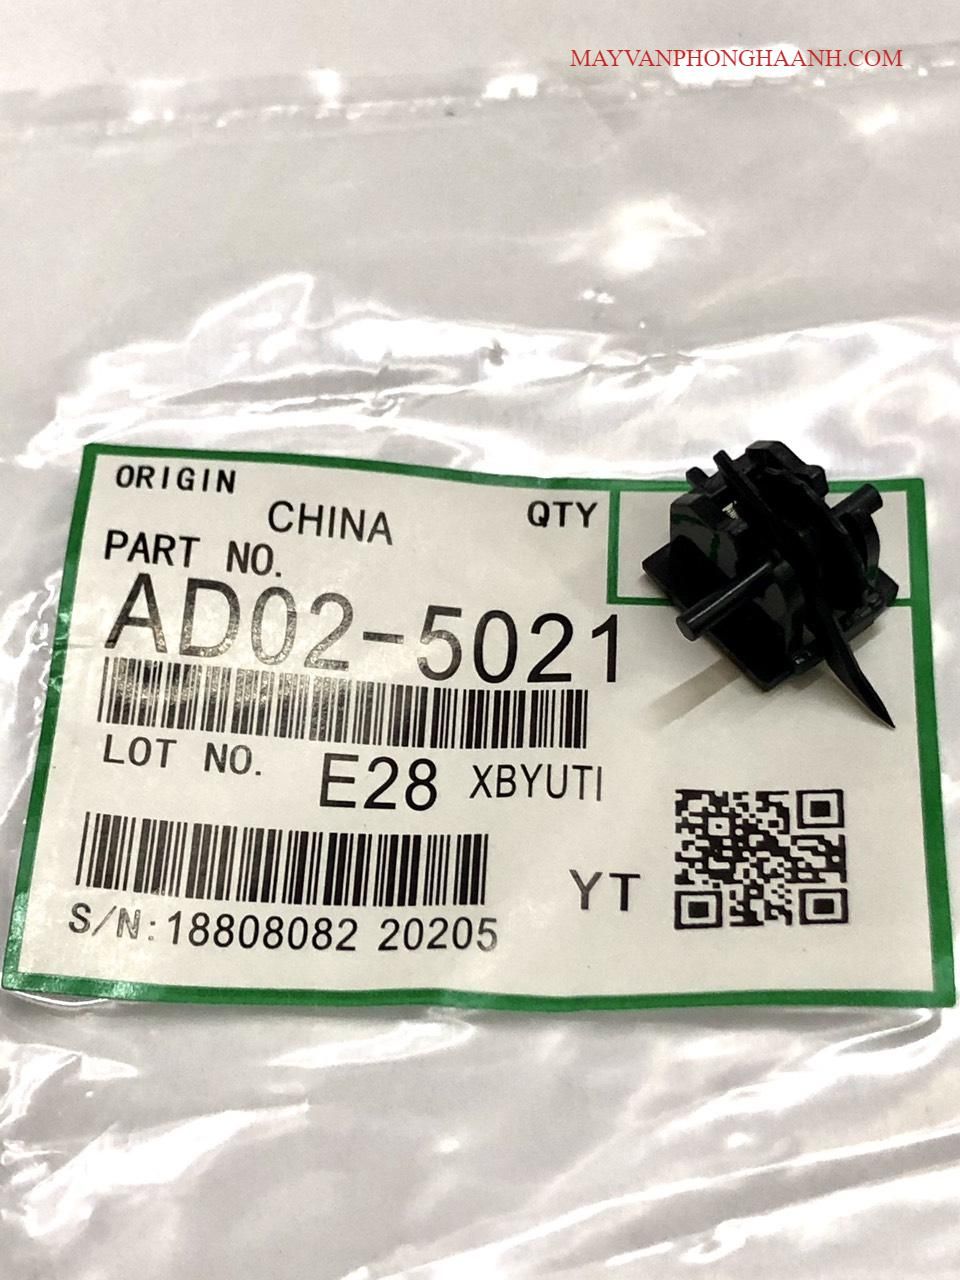 MAYVANPHONGHAANH.COM
ORIGIN
CHINA
QTY
PART NO.
AD02-5021
LOT NO.
E28 XBYUTI
YT
S/N:18808082 20205